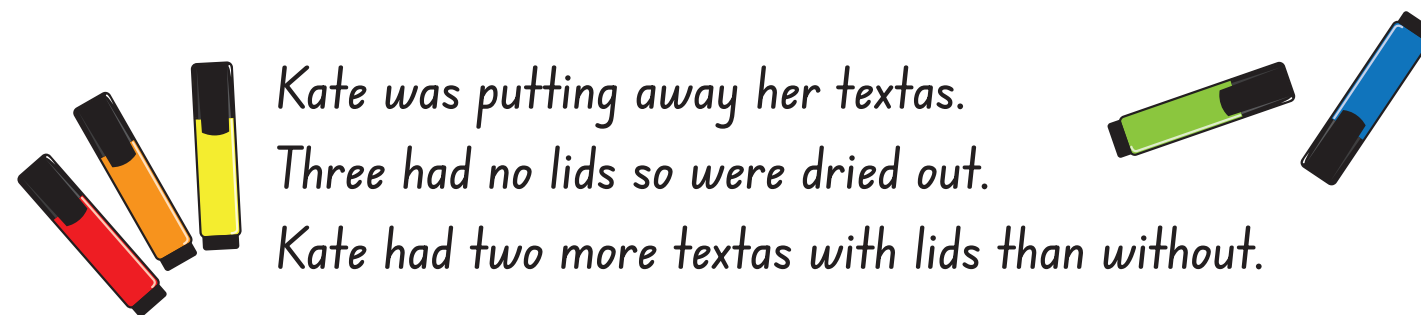 Kate was putting away her textas.
Three had no lids so were dried out.
Kate had two more textas with lids than without.